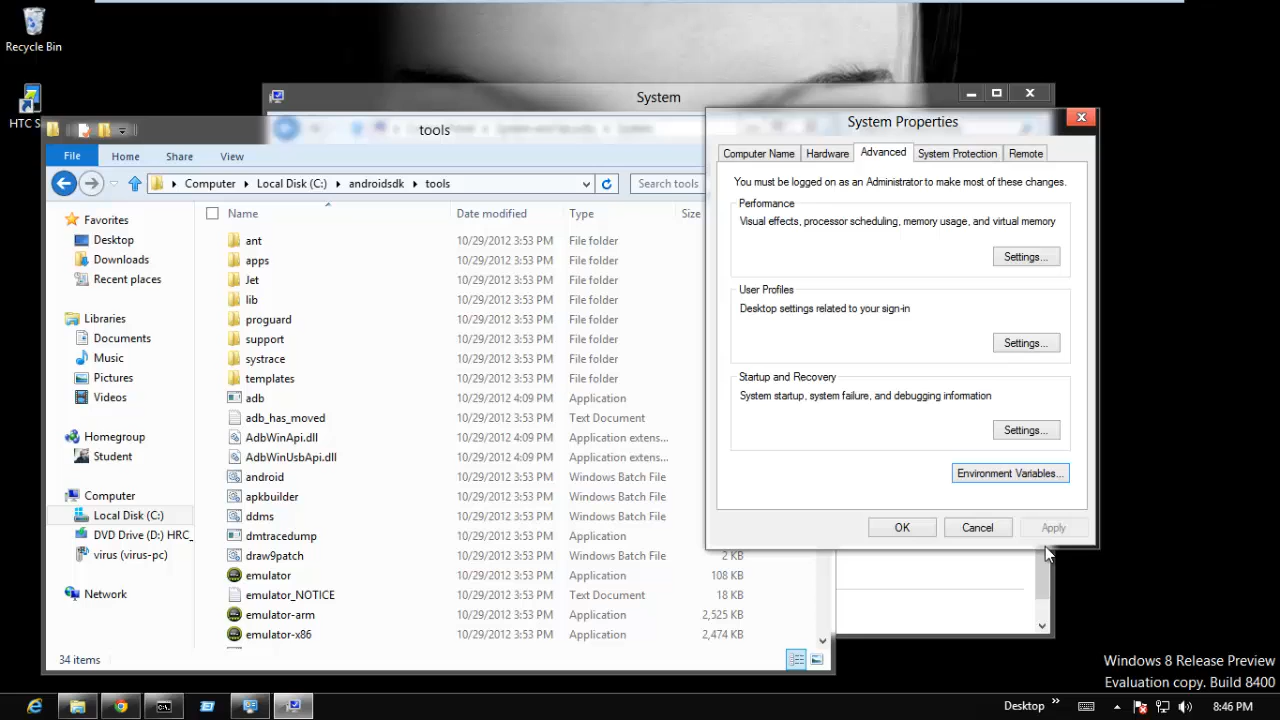 Recycle Bin
HTC S
System
tools
File
Home
Share
View
Computer
Local Disk (C:)
androidsdk
tools
Search tools
Favorites
Desktop
Downloads
Recent places
Libraries
Documents
Music
Pictures
Videos
Homegroup
Student
Computer
Local Disk (C:)
DVD Drive (D:) HRC_
virus (virus-pc)
Network
Name Date modified Type Size
ant 10/29/2012 3:53 PM File folder
apps 10/29/2012 3:53 PM File folder
Jet 10/29/2012 3:53 PM File folder
lib 10/29/2012 3:53 PM File folder
proguard 10/29/2012 3:53 PM File folder
support 10/29/2012 3:53 PM File folder
systrace 10/29/2012 3:53 PM File folder
templates 10/29/2012 3:53 PM File folder
adb 10/29/2012 4:09 PM Application
adb_has_moved 10/29/2012 3:53 PM Text Document
AdbWinApi.dll 10/29/2012 4:09 PM Application extens...
AdbWinUsbApi.dll 10/29/2012 4:09 PM Application extens...
android 10/29/2012 3:53 PM Windows Batch File
apkbuilder 10/29/2012 3:53 PM Windows Batch File
ddms 10/29/2012 3:53 PM Windows Batch File
dmtracedump 10/29/2012 3:53 PM Application
draw9patch 10/29/2012 3:53 PM Windows Batch File 2 KB
emulator 10/29/2012 3:53 PM Application 108 KB
emulator_NOTICE 10/29/2012 3:53 PM Text Document 18 KB
emulator-arm 10/29/2012 3:53 PM Application 2,525 KB
emulator-x86 10/29/2012 3:53 PM Application 2,474 KB
34 items
System Properties
Computer Name
Hardware
Advanced
System Protection
Remote
You must be logged on as an Administrator to make most of these changes.
Performance
Visual effects, processor scheduling, memory usage, and virtual memory
Settings...
User Profiles
Desktop settings related to your sign-in
Settings...
Startup and Recovery
System startup, system failure, and debugging information
Settings...
Environment Variables...
OK
Cancel
Apply
Windows 8 Release Preview
Evaluation copy. Build 8400
Desktop
8:46 PM